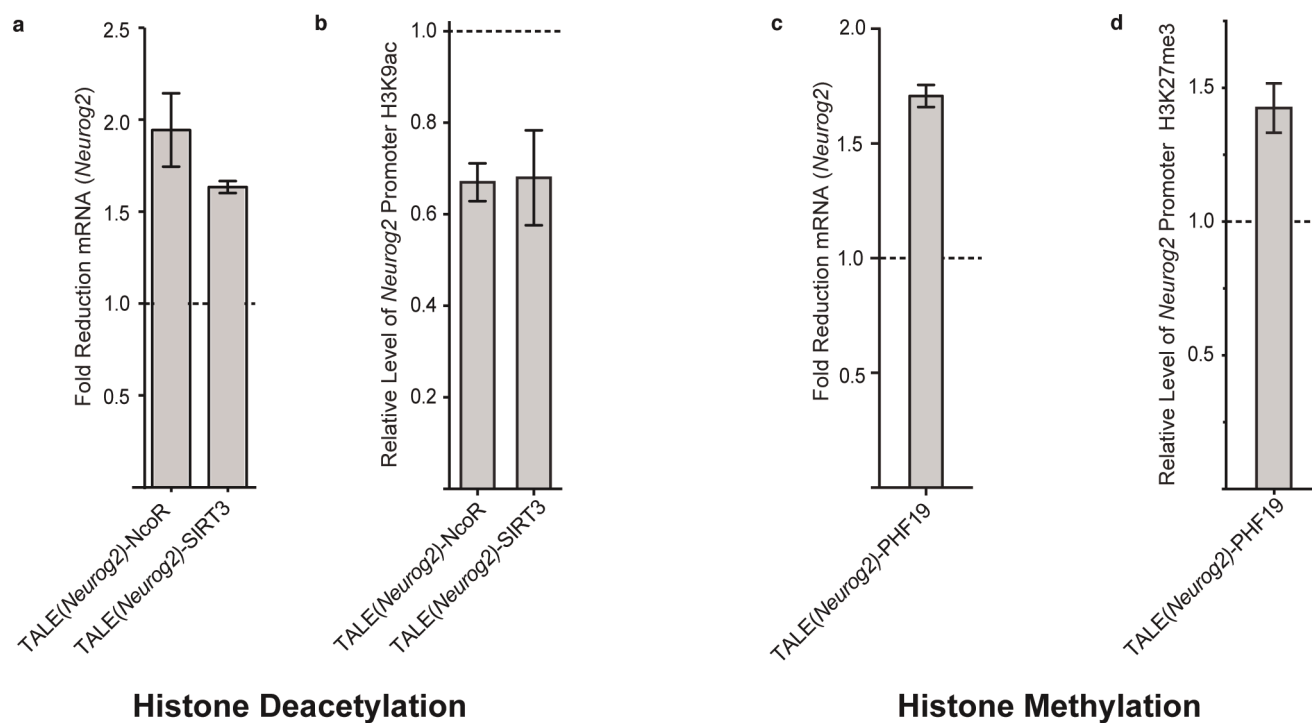 a
Fold Reduction mRNA (Neurog2)
2.5
2.0
1.5
1.0
0.5
TALE(Neurog2)-NcoR
TALE(Neurog2)-SIRT3
b
Relative Level of Neurog2 Promoter H3K9ac
1.0
0.8
0.6
0.4
0.2
TALE(Neurog2)-NcoR
TALE(Neurog2)-SIRT3
Histone Deacetylation
c
Fold Reduction mRNA (Neurog2)
2.0
1.5
1.0
0.5
TALE(Neurog2)-PHF19
d
Relative Level of Neurog2 Promoter H3K27me3
1.5
1.0
0.5
TALE(Neurog2)-PHF19
Histone Methylation